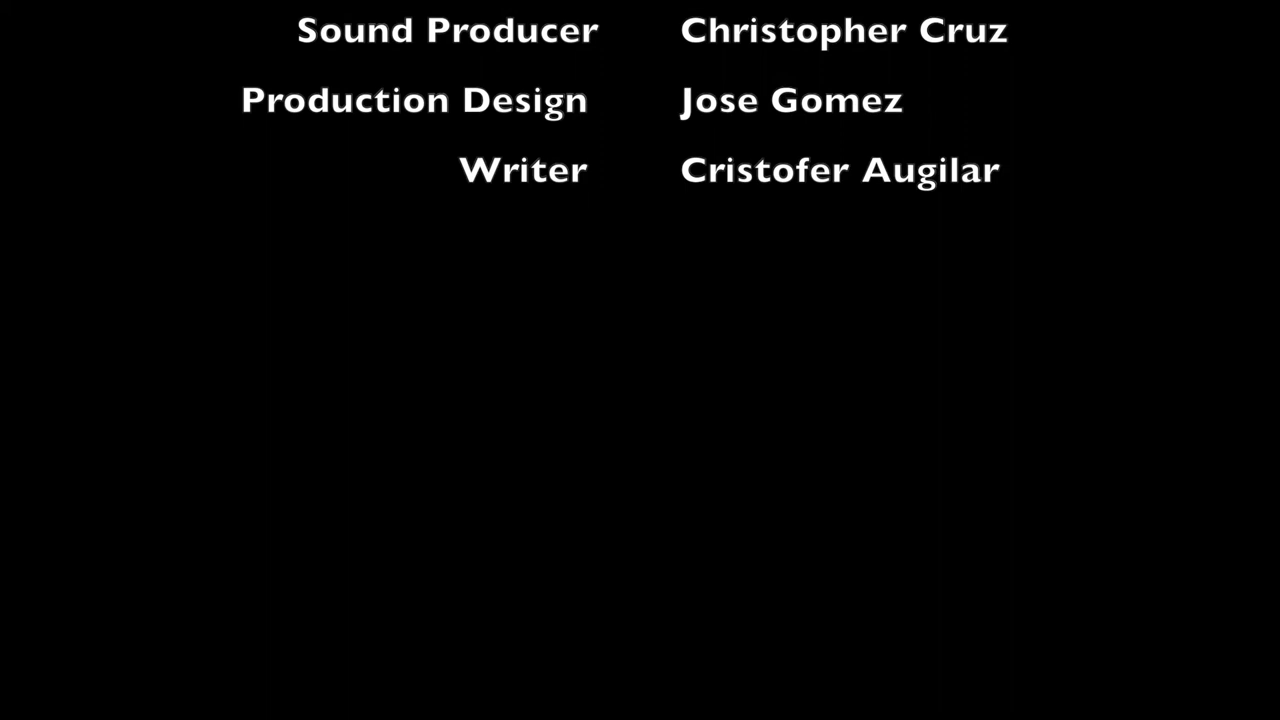 Sound Producer Christopher Cruz
Production Design Jose Gomez
Writer Cristofer Augilar